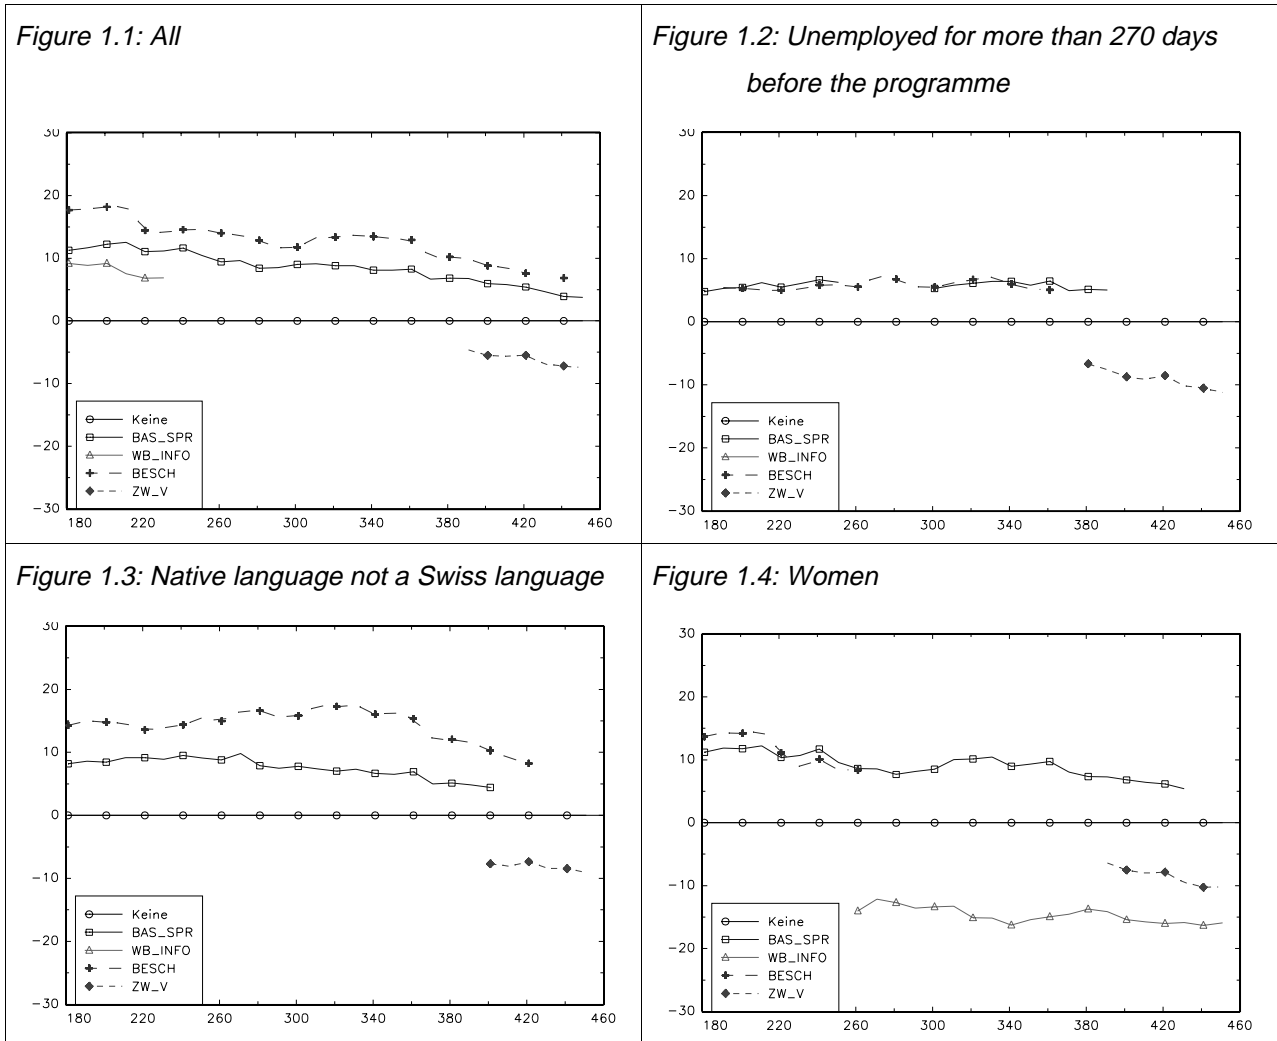 Figure 1.1: All
30
20
10
0
−10
−20
−30
Keine
BAS_SPR
WB_INFO
BESCH
ZW_V
180 220 260 300 340 380 420 460
Figure 1.2: Unemployed for more than 270 days
before the programme
30
20
10
0
−10
−20
−30
Keine
BAS_SPR
WB_INFO
BESCH
ZW_V
180 220 260 300 340 380 420 460
Figure 1.3: Native language not a Swiss language
30
20
10
0
−10
−20
−30
Keine
BAS_SPR
WB_INFO
BESCH
ZW_V
180 220 260 300 340 380 420 460
Figure 1.4: Women
30
20
10
0
−10
−20
−30
Keine
BAS_SPR
WB_INFO
BESCH
ZW_V
180 220 260 300 340 380 420 460